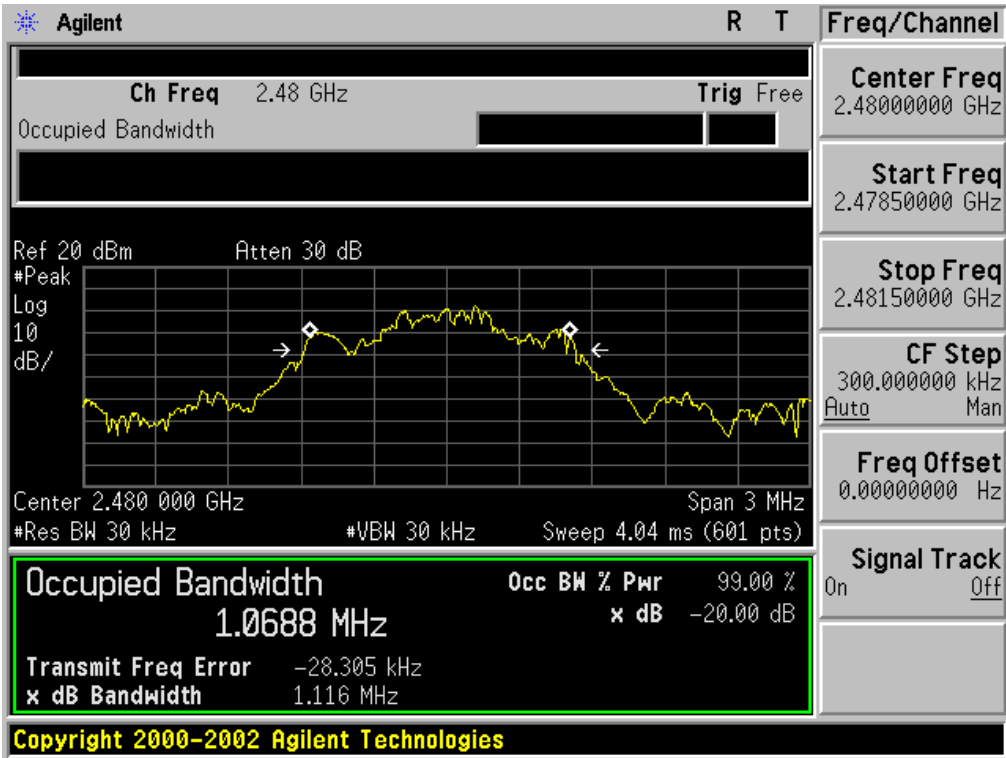 Agilent R T Freq/Channel
Ch Freq 2.48 GHz Trig Free
Occupied Bandwidth
Center Freq
2.48000000 GHz
Start Freq
2.47850000 GHz
Stop Freq
2.48150000 GHz
CF Step
300.000000 kHz
Auto Man
Freq Offset
0.00000000 Hz
Signal Track
On Off
Ref 20 dBm Atten 30 dB
#Peak
Log
10
dB/
Center 2.480 000 GHz Span 3 MHz
#Res BW 30 kHz #VBW 30 kHz Sweep 4.04 ms (601 pts)
Occupied Bandwidth Occ BW % Pwr 99.00 %
1.0688 MHz x dB -20.00 dB
Transmit Freq Error -28.305 kHz
x dB Bandwidth 1.116 MHz
Copyright 2000-2002 Agilent Technologies